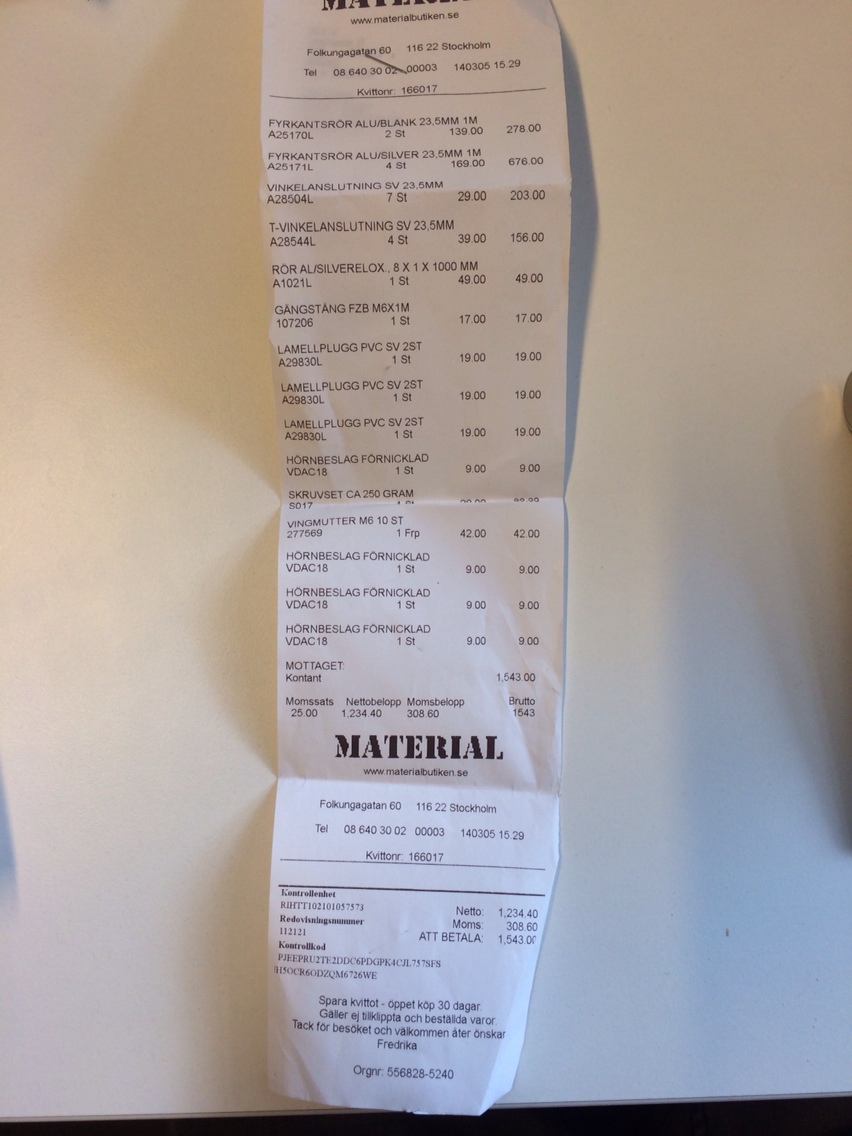 MATERIAL
www.materialbutiken.se
Folkungagatan 60 116 22 Stockholm
Tel 08 640 30 02 00003 140305 15.29
Kvittonr: 166017
FYRKANTSRÖR ALU/BLANK 23,5MM 1M
A25170L 2 St 139.00 278.00
FYRKANTSRÖR ALU/SILVER 23,5MM 1M
A25171L 4 St 169.00 676.00
VINKELANSLUTNING SV 23,5MM
A28504L 7 St 29.00 203.00
T-VINKELANSLUTNING SV 23,5MM
A28544L 4 St 39.00 156.00
RÖR AL/SILVERELOX., 8 X 1 X 1000 MM
A1021L 1 St 49.00 49.00
GÄNGSTÅNG FZB M6X1M
107206 1 St 17.00 17.00
LAMELLPLUGG PVC SV 2ST
A29830L 1 St 19.00 19.00
LAMELLPLUGG PVC SV 2ST
A29830L 1 St 19.00 19.00
LAMELLPLUGG PVC SV 2ST
A29830L 1 St 19.00 19.00
HÖRNBESLAG FÖRNICKLAD
VDAC18 1 St 9.00 9.00
SKRUVSET CA 250 GRAM
S017 1 St
VINGMUTTER M6 10 ST
277569 1 Frp 42.00 42.00
HÖRNBESLAG FÖRNICKLAD
VDAC18 1 St 9.00 9.00
HÖRNBESLAG FÖRNICKLAD
VDAC18 1 St 9.00 9.00
HÖRNBESLAG FÖRNICKLAD
VDAC18 1 St 9.00 9.00
MOTTAGET:
Kontant 1,543.00
Momssats Nettobelopp Momsbelopp Brutto
25.00 1,234.40 308.60 1543
MATERIAL
www.materialbutiken.se
Folkungagatan 60 116 22 Stockholm
Tel 08 640 30 02 00003 140305 15.29
Kvittonr: 166017
Kontrollenhet
RIHTT102101057573
Redovisningsnummer
112121
Kontrollkod
PJEEPRU2TE2DDC6PDGPK4CJL757SFS
H5OCR6ODZQM6726WE
Netto: 1,234.40
Moms: 308.60
ATT BETALA: 1,543.00
Spara kvittot - öppet köp 30 dagar.
Gäller ej tillklippta och beställda varor.
Tack för besöket och välkommen åter önskar
Fredrika
Orgnr: 556828-5240